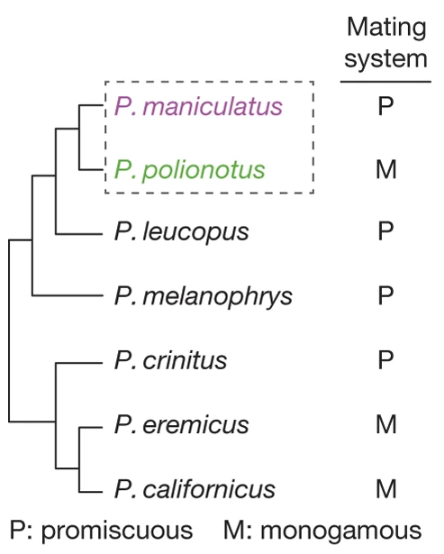 Mating
system
P. maniculatus P
P. polionotus M
P. leucopus P
P. melanophrys P
P. crinitus P
P. eremicus M
P. californicus M
P: promiscuous M: monogamous